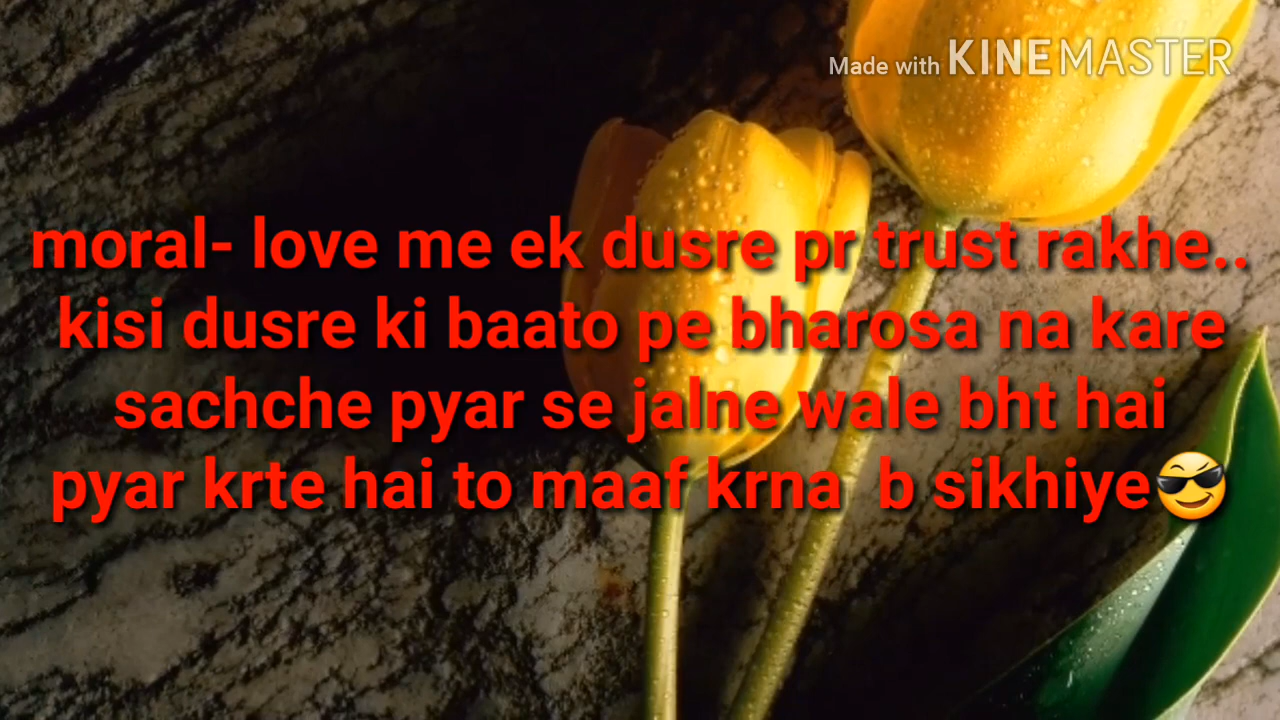 Made with KINEMASTER
moral- love me ek dusre pr trust rakhe..
kisi dusre ki baato pe bharosa na kare
sachche pyar se jalne wale bht hai
pyar krte hai to maaf krna b sikhiye😎